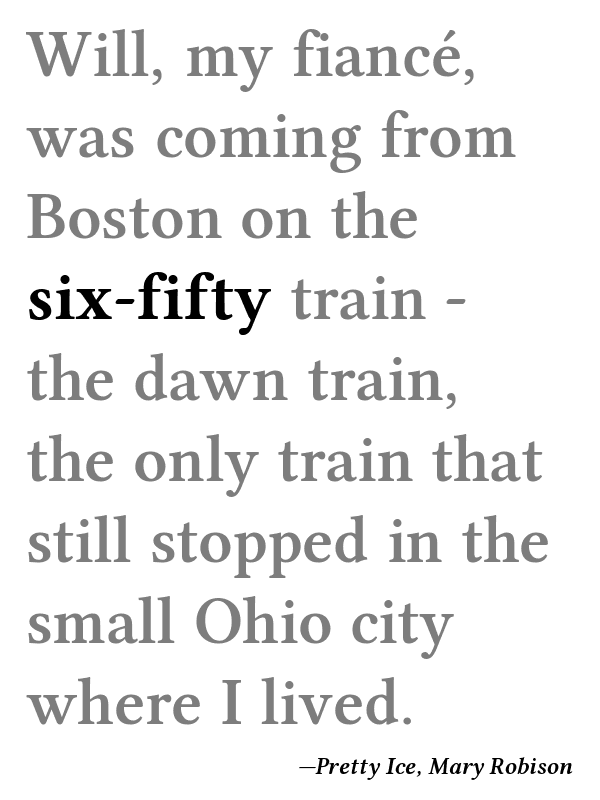 Will, my fiancé,
was coming from
Boston on the
six-fifty train -
the dawn train,
the only train that
still stopped in the
small Ohio city
where I lived.
—Pretty Ice, Mary Robison